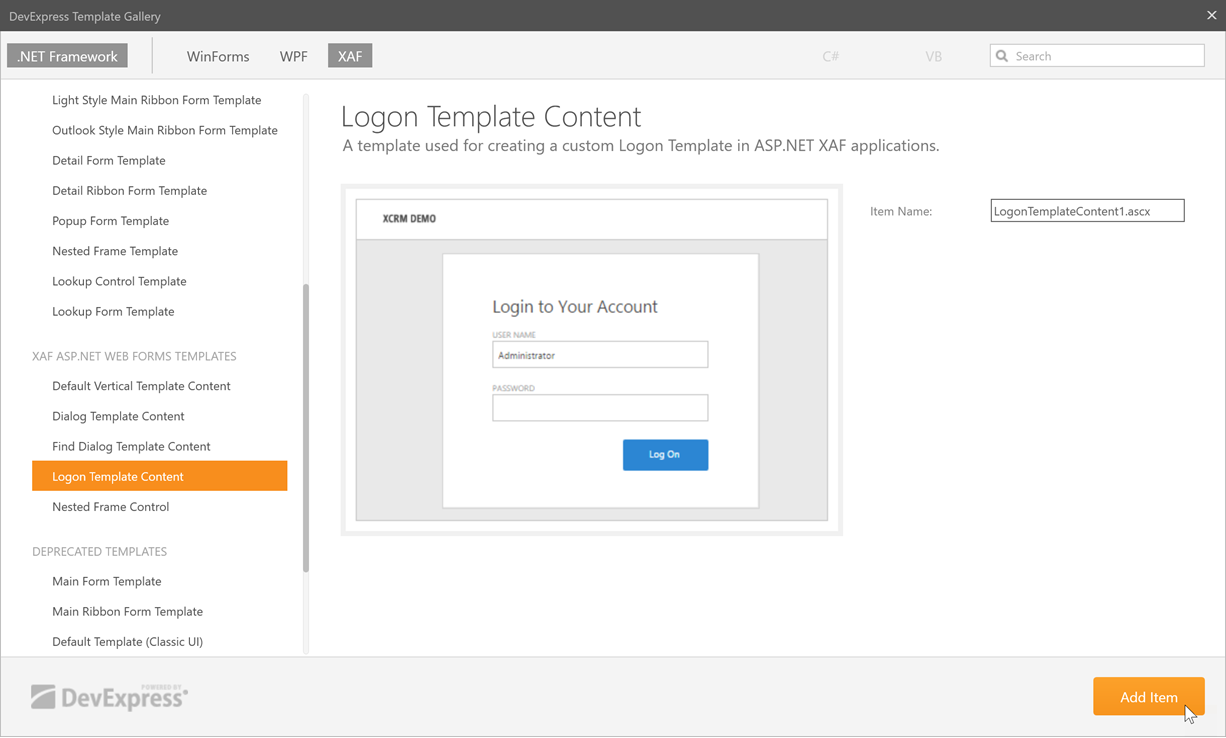 DevExpress Template Gallery
.NET Framework
WinForms
WPF
XAF
C#
VB
Search
Light Style Main Ribbon Form Template
Outlook Style Main Ribbon Form Template
Detail Form Template
Detail Ribbon Form Template
Popup Form Template
Nested Frame Template
Lookup Control Template
Lookup Form Template
XAF ASP.NET WEB FORMS TEMPLATES
Default Vertical Template Content
Dialog Template Content
Find Dialog Template Content
Logon Template Content
Nested Frame Control
DEPRECATED TEMPLATES
Main Form Template
Main Ribbon Form Template
Default Template (Classic UI)
Logon Template Content
A template used for creating a custom Logon Template in ASP.NET XAF applications.
XCRM DEMO
Login to Your Account
USER NAME
Administrator
PASSWORD
Log On
Item Name:
LogonTemplateContent1.ascx
POWERED BY
DevExpress
Add Item